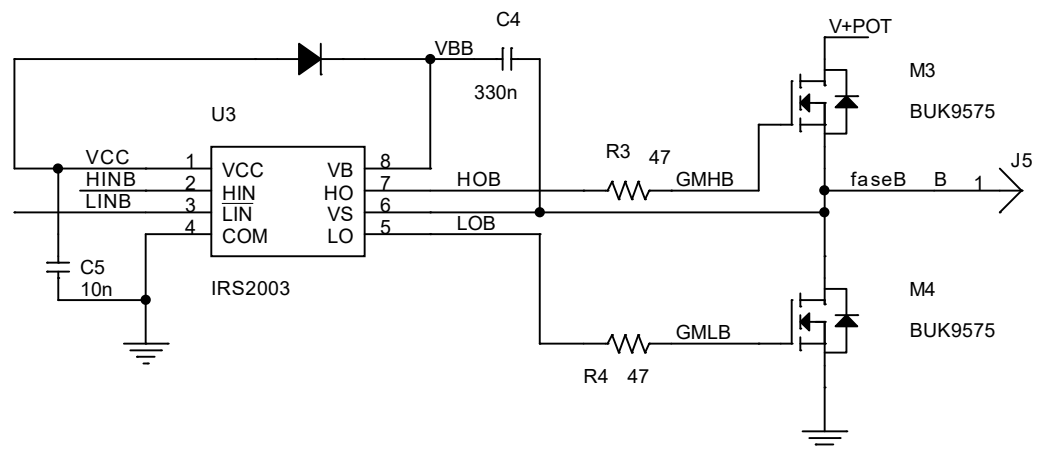 C4
V+POT
VBB
330n
M3
BUK9575
U3
R3 47
J5
VCC 1 VCC VB 8
HINB 2 HIN HO 7 HOB GMHB faseB B 1
LINB 3 LIN VS 6
4 COM LO 5 LOB
C5
10n
IRS2003
M4
BUK9575
GMLB
R4 47